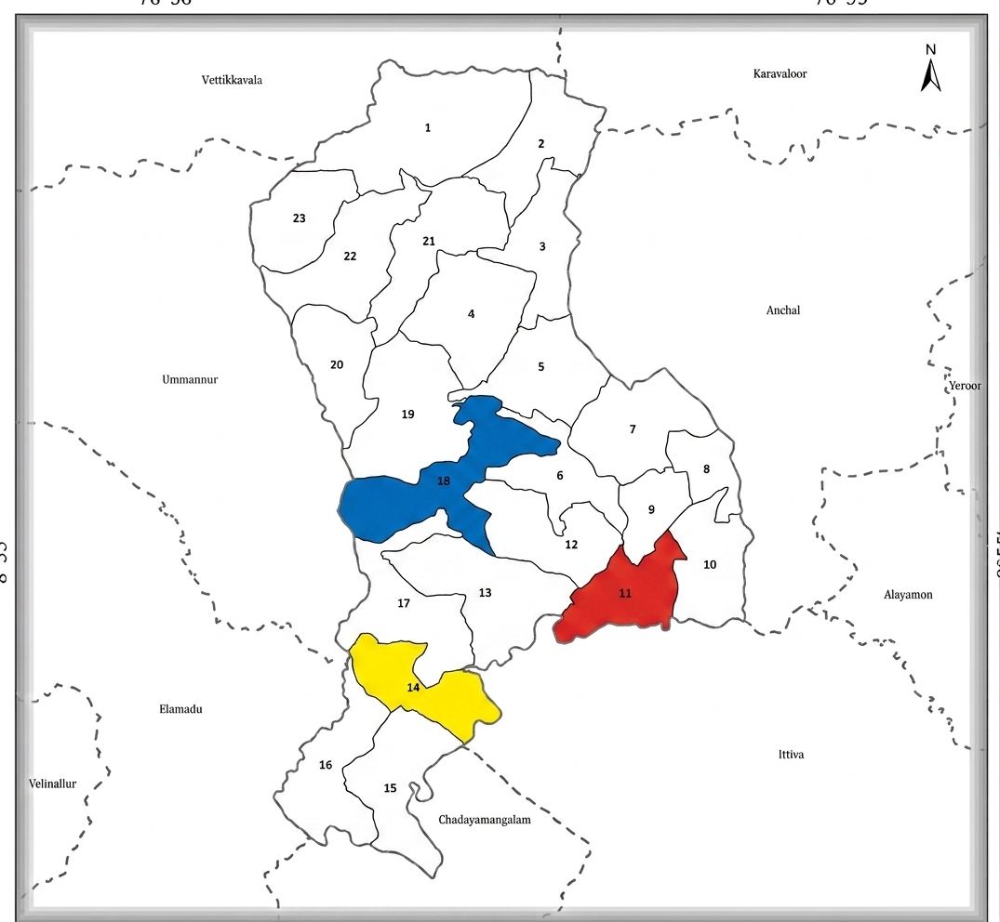 N
Vettikkavala
Karavaloor
1
2
23
21
22
3
Anchal
4
20
5
Ummannur
Yeroor
19
7
8
18
6
9
12
10
13
11
Alayamon
17
14
Elamadu
Ittiva
16
Velinallur
15
Chadayamangalam